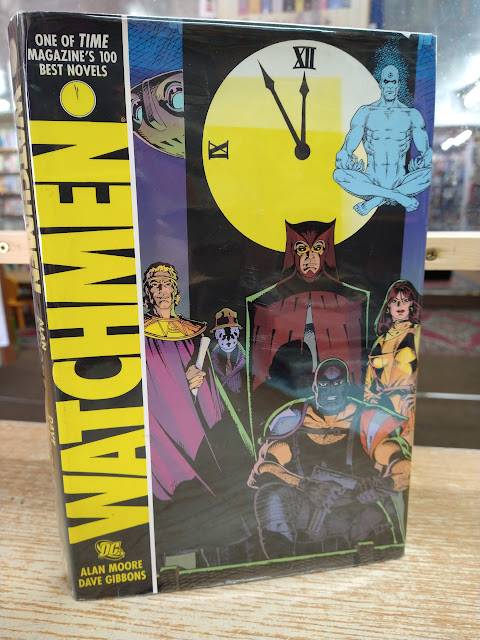 ONE OF TIME
MAGAZINE'S 100
BEST NOVELS
WATCHMEN
XII
IX
DC
ALAN MOORE
DAVE GIBBONS